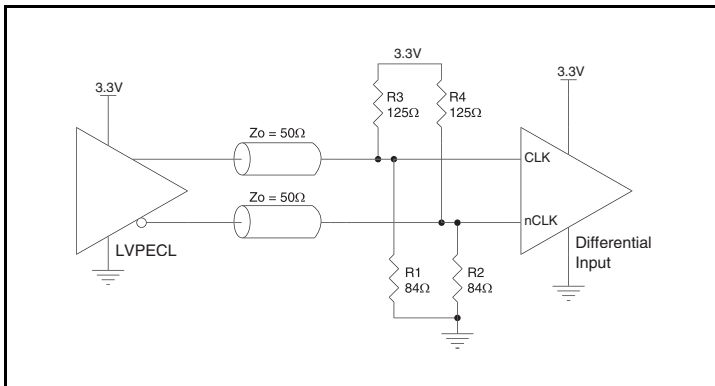 3.3V
3.3V
3.3V
R3
125Ω
R4
125Ω
Zo = 50Ω
CLK
Zo = 50Ω
nCLK
LVPECL
Differential
Input
R1
84Ω
R2
84Ω